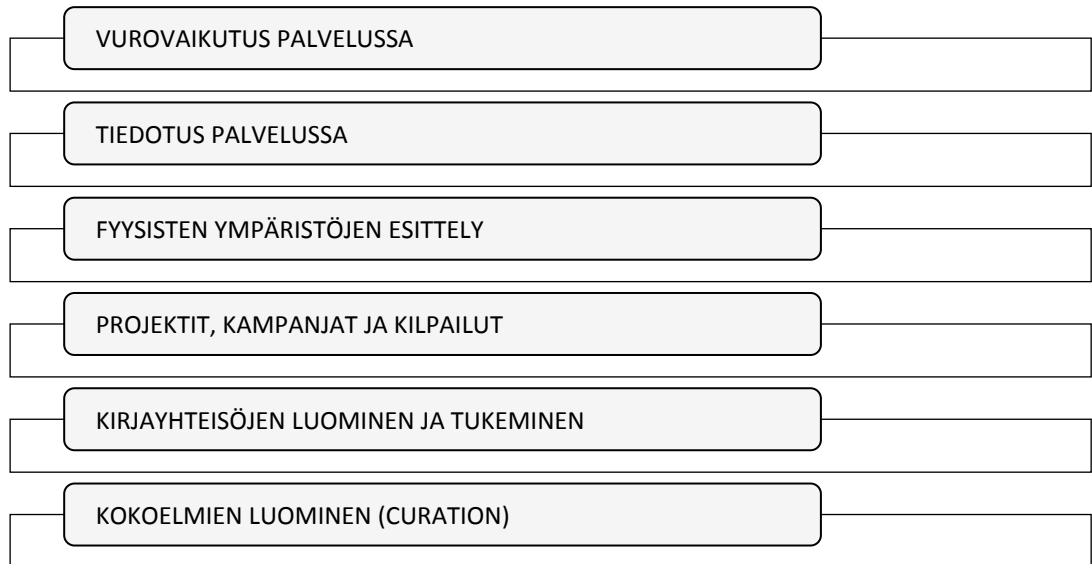 VUROVAIKUTUS PALVELUSSA
TIEDOTUS PALVELUSSA
FYYSISTEN YMPÄRISTÖJEN ESITTELY
PROJEKTIT, KAMPANJAT JA KILPAILUT
KIRJAYHTEISÖJEN LUOMINEN JA TUKEMINEN
KOKOELMIEN LUOMINEN (CURATION)